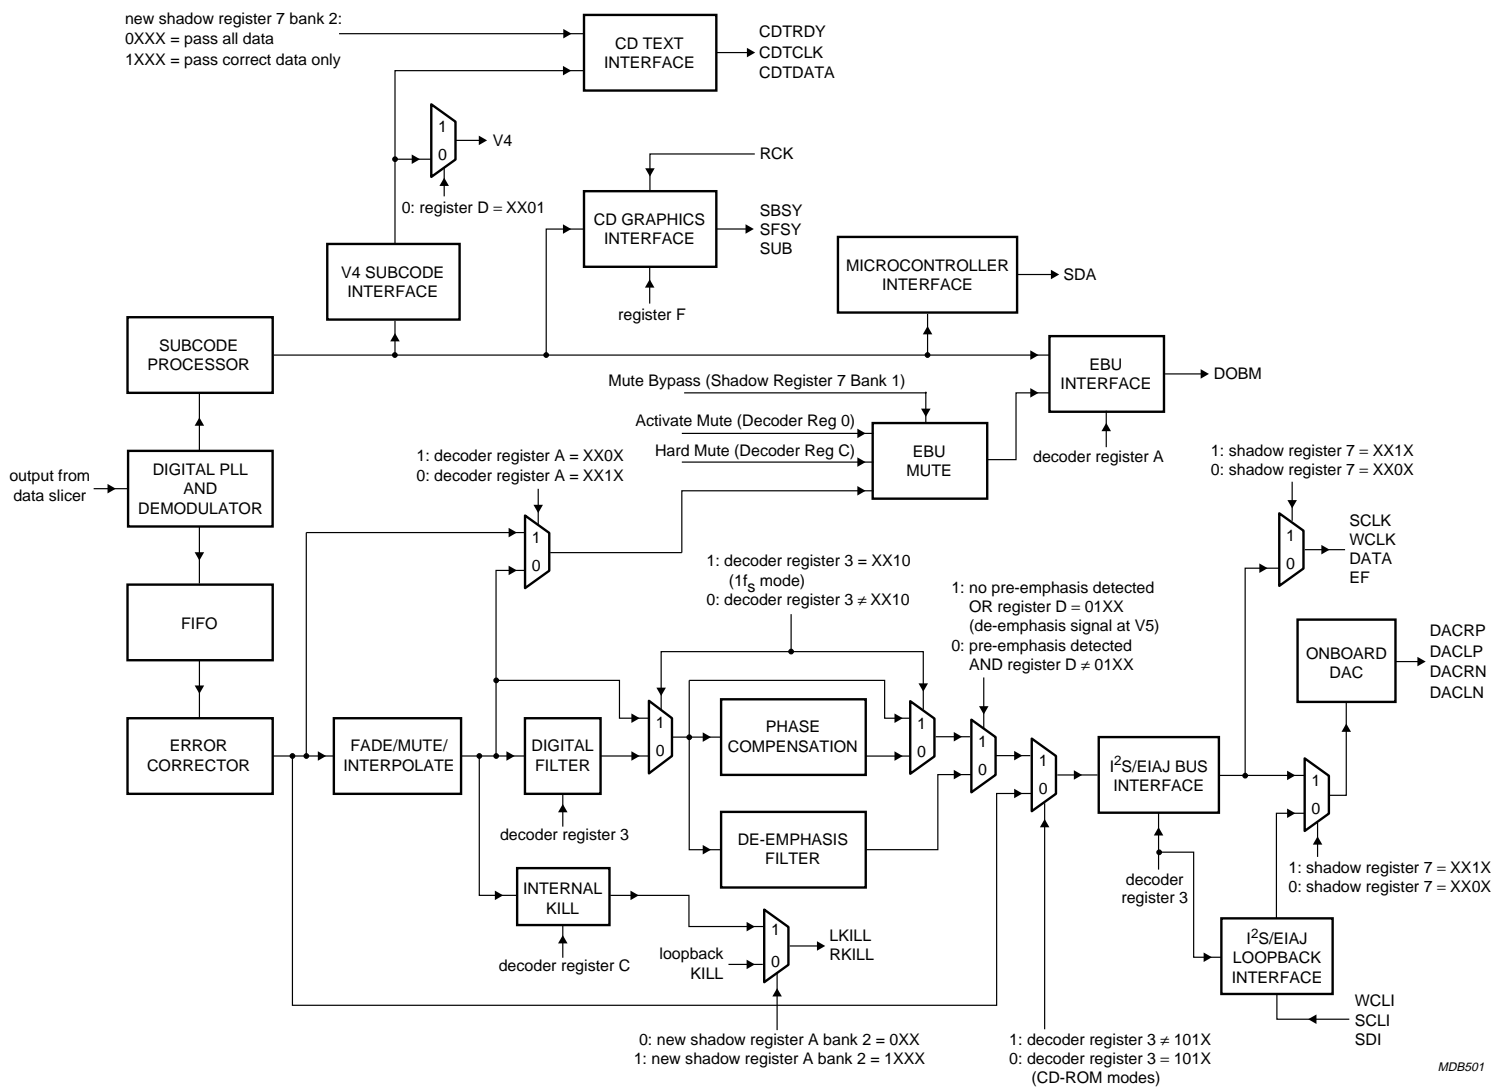 new shadow register 7 bank 2:
0XXX = pass all data
1XXX = pass correct data only
CD TEXT
INTERFACE
CDTRDY
CDTCLK
CDTDATA
1
0
V4
0: register D = XX01
RCK
CD GRAPHICS
INTERFACE
SBSY
SFSY
SUB
register F
V4 SUBCODE
INTERFACE
MICROCONTROLLER
INTERFACE
SDA
SUBCODE
PROCESSOR
EBU
INTERFACE
DOBM
decoder register A
Mute Bypass (Shadow Register 7 Bank 1)
Activate Mute (Decoder Reg 0)
Hard Mute (Decoder Reg C)
EBU
MUTE
output from
data slicer
DIGITAL PLL
AND
DEMODULATOR
1: decoder register A = XX0X
0: decoder register A = XX1X
1
0
1: shadow register 7 = XX1X
0: shadow register 7 = XX0X
1
0
SCLK
WCLK
DATA
EF
FIFO
1: decoder register 3 = XX10
(1fs mode)
0: decoder register 3 ≠ XX10
1: no pre-emphasis detected
OR register D = 01XX
(de-emphasis signal at V5)
0: pre-emphasis detected
AND register D ≠ 01XX
ONBOARD
DAC
DACRP
DACLP
DACRN
DACLN
ERROR
CORRECTOR
FADE/MUTE/
INTERPOLATE
DIGITAL
FILTER
decoder register 3
1
0
PHASE
COMPENSATION
1
0
1
0
1
0
I2S/EIAJ BUS
INTERFACE
1
0
DE-EMPHASIS
FILTER
decoder
register 3
1: shadow register 7 = XX1X
0: shadow register 7 = XX0X
INTERNAL
KILL
decoder register C
loopback
KILL
1
0
LKILL
RKILL
I2S/EIAJ
LOOPBACK
INTERFACE
WCLI
SCLI
SDI
0: new shadow register A bank 2 = 0XX
1: new shadow register A bank 2 = 1XXX
1: decoder register 3 ≠ 101X
0: decoder register 3 = 101X
(CD-ROM modes)
MDB501